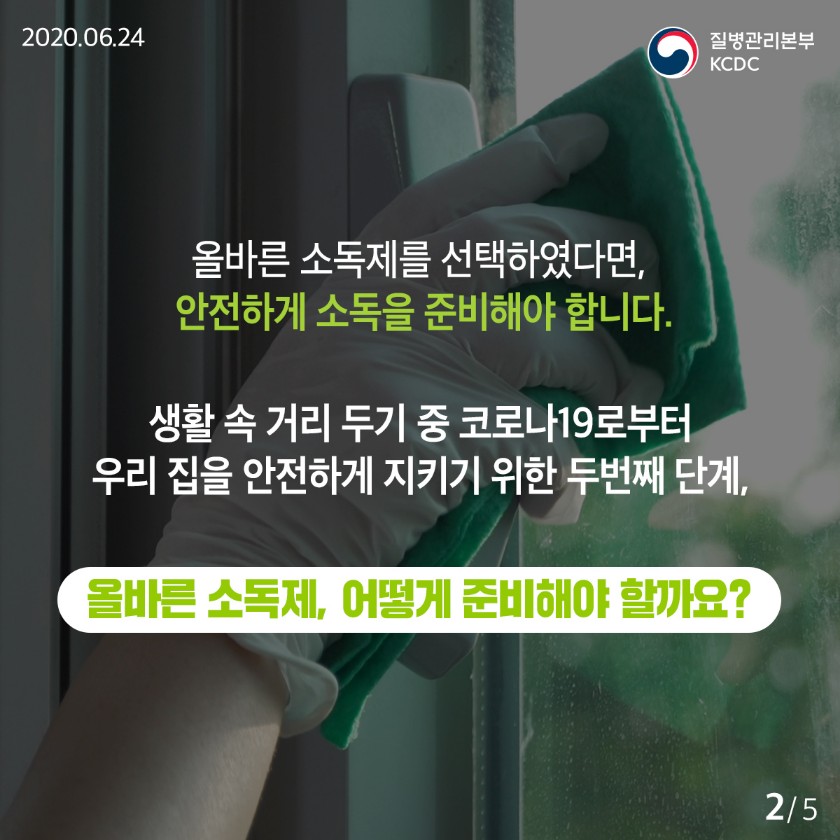 2020.06.24
질병관리본부
KCDC
올바른 소독제를 선택하였다면,
안전하게 소독을 준비해야 합니다.
생활 속 거리 두기 중 코로나19로부터
우리 집을 안전하게 지키기 위한 두번째 단계,
올바른 소독제, 어떻게 준비해야 할까요?
2/5